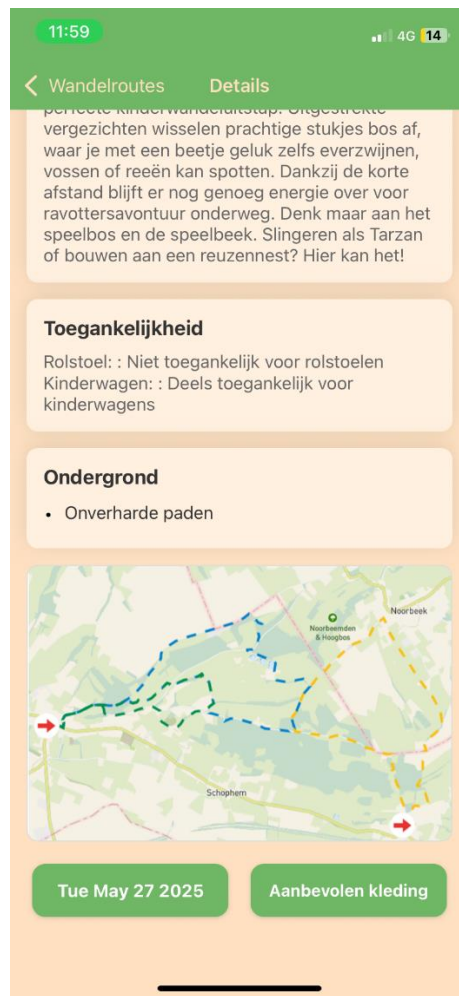 11:59
4G 14
Wandelroutes Details
perfecte kinderwandeluitstap. Uitgestrekte
vergezichten wisselen prachtige stukjes bos af,
waar je met een beetje geluk zelfs everzwijnen,
vossen of reeën kan spotten. Dankzij de korte
afstand blijft er nog genoeg energie over voor
ravottersavontuur onderweg. Denk maar aan het
speelbos en de speelbeek. Slingeren als Tarzan
of bouwen aan een reuzennest? Hier kan het!
Toegankelijkheid
Rolstoel: : Niet toegankelijk voor rolstoelen
Kinderwagen: : Deels toegankelijk voor
kinderwagens
Ondergrond
• Onverharde paden
Noorbeek
Noorbeemden
& Hoogbos
Schophem
Tue May 27 2025
Aanbevolen kleding